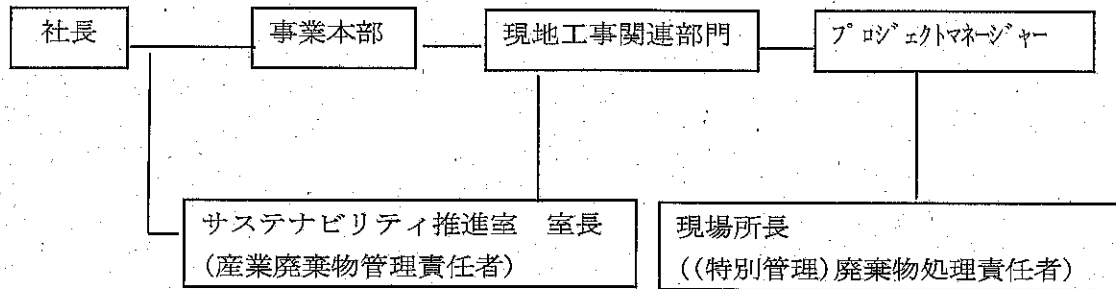 社長
事業本部
現地工事関連部門
プロジェクトマネージャー
サステナビリティ推進室　室長
(産業廃棄物管理責任者)
現場所長
((特別管理)廃棄物処理責任者)